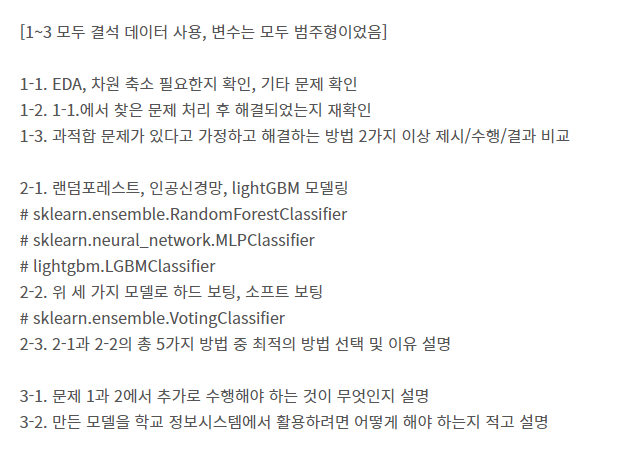 [1~3 모두 결석 데이터 사용, 변수는 모두 범주형이었음]
1-1. EDA, 차원 축소 필요한지 확인, 기타 문제 확인
1-2. 1-1.에서 찾은 문제 처리 후 해결되었는지 재확인
1-3. 과적합 문제가 있다고 가정하고 해결하는 방법 2가지 이상 제시/수행/결과 비교
2-1. 랜덤포레스트, 인공신경망, lightGBM 모델링
# sklearn.ensemble.RandomForestClassifier
# sklearn.neural_network.MLPClassifier
# lightgbm.LGBMClassifier
2-2. 위 세 가지 모델로 하드 보팅, 소프트 보팅
# sklearn.ensemble.VotingClassifier
2-3. 2-1과 2-2의 총 5가지 방법 중 최적의 방법 선택 및 이유 설명
3-1. 문제 1과 2에서 추가로 수행해야 하는 것이 무엇인지 설명
3-2. 만든 모델을 학교 정보시스템에서 활용하려면 어떻게 해야 하는지 적고 설명